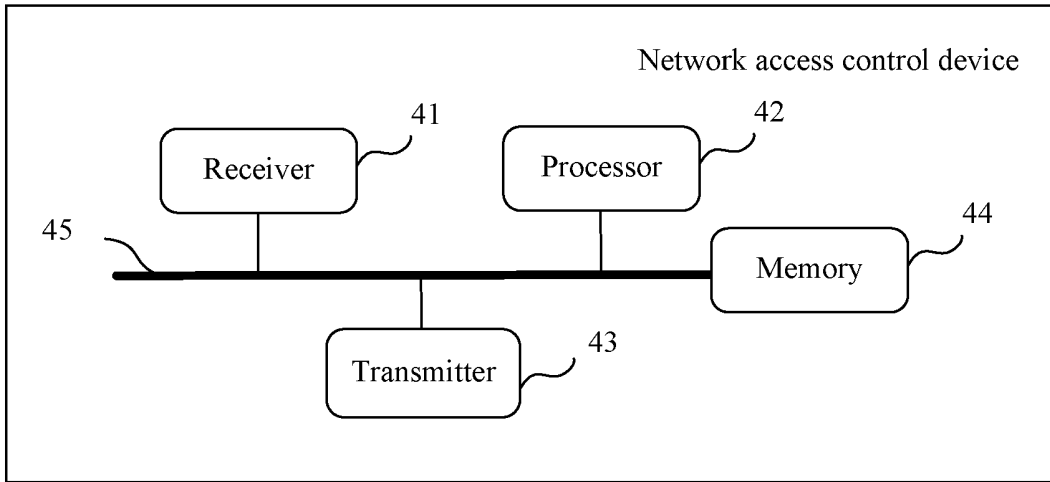 Network access control device
41
42
Receiver
Processor
45
44
Memory
43
Transmitter